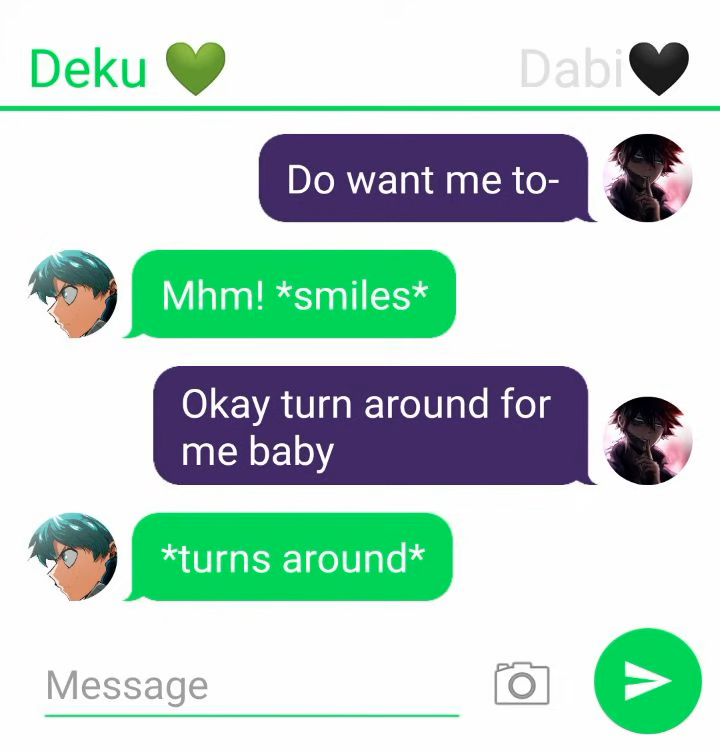 Deku 💚 Dabi🖤
Do want me to-
Mhm! *smiles*
Okay turn around for
me baby
*turns around*
Message